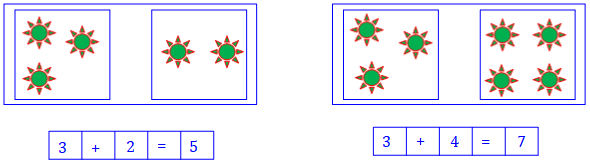 3 + 2 = 5
3 + 4 = 7